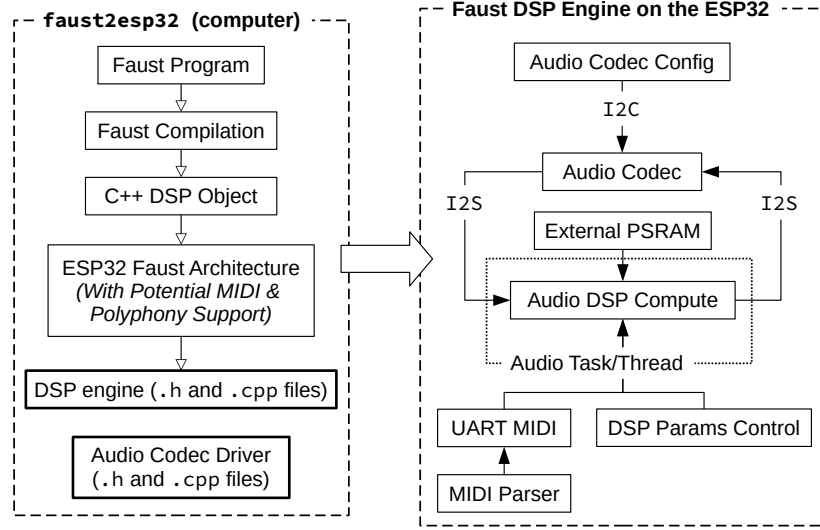 faust2esp32 (computer)
Faust Program
Faust Compilation
C++ DSP Object
ESP32 Faust Architecture
(With Potential MIDI &
Polyphony Support)
DSP engine (.h and .cpp files)
Audio Codec Driver
(.h and .cpp files)
Faust DSP Engine on the ESP32
Audio Codec Config
I2C
Audio Codec
I2S
I2S
External PSRAM
Audio DSP Compute
Audio Task/Thread
UART MIDI
DSP Params Control
MIDI Parser